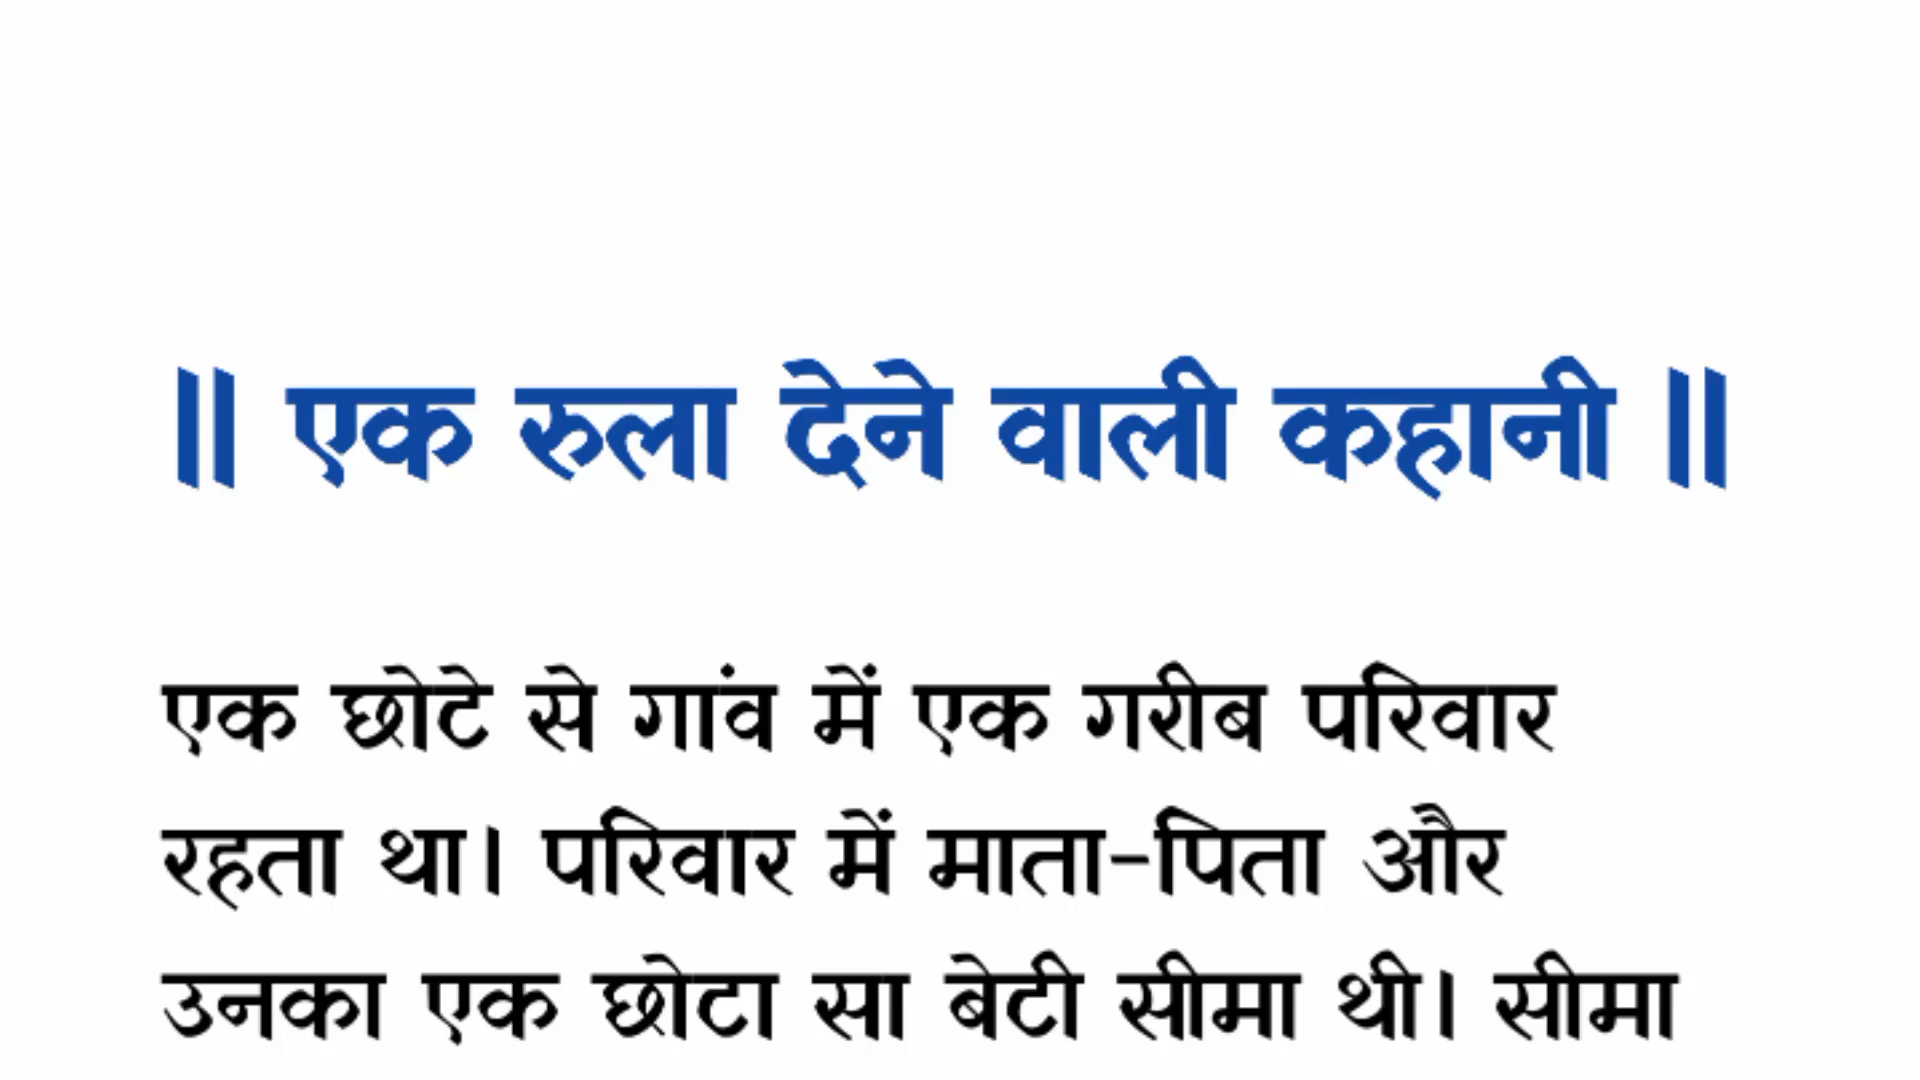 ॥ एक रुला देने वाली कहानी ॥
एक छोटे से गांव में एक गरीब परिवार
रहता था। परिवार में माता-पिता और
उनका एक छोटा सा बेटी सीमा थी। सीमा